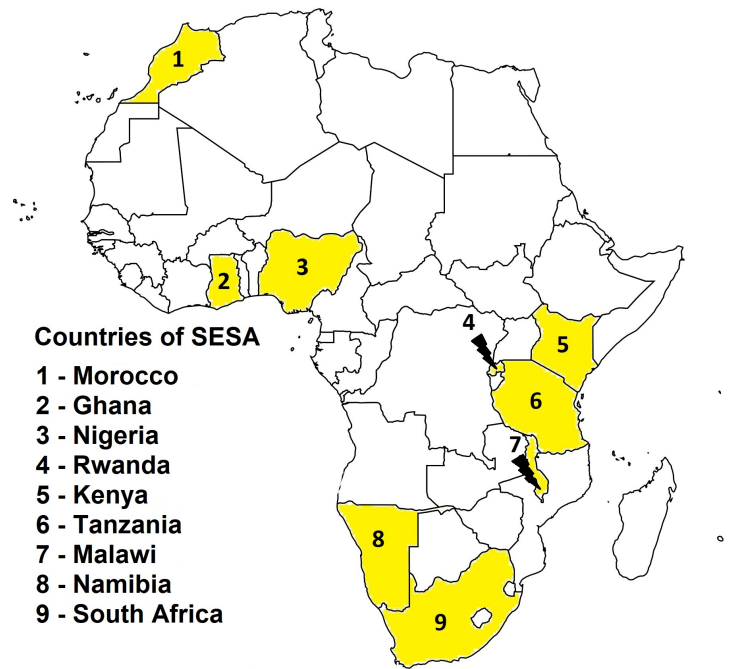 1
2
3
4
5
6
7
8
9
Countries of SESA
1 - Morocco
2 - Ghana
3 - Nigeria
4 - Rwanda
5 - Kenya
6 - Tanzania
7 - Malawi
8 - Namibia
9 - South Africa